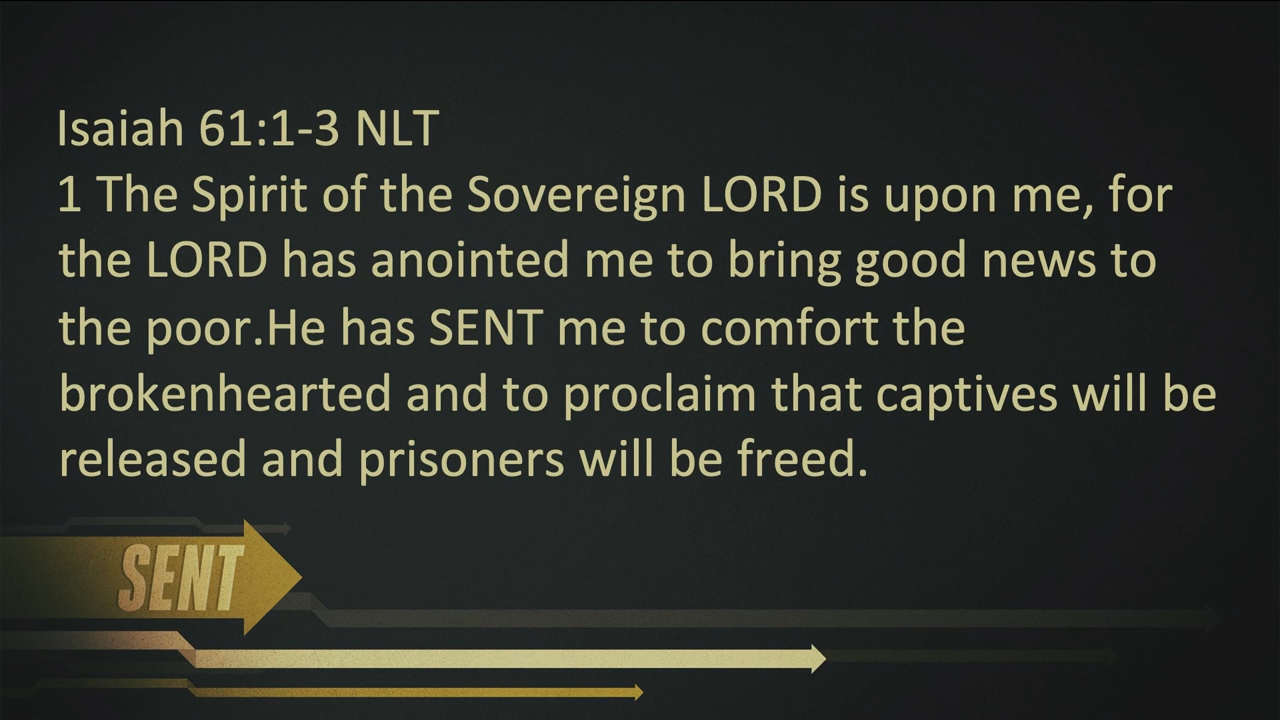 Isaiah 61:1-3 NLT
1 The Spirit of the Sovereign LORD is upon me, for
the LORD has anointed me to bring good news to
the poor.He has SENT me to comfort the
brokenhearted and to proclaim that captives will be
released and prisoners will be freed.
SENT